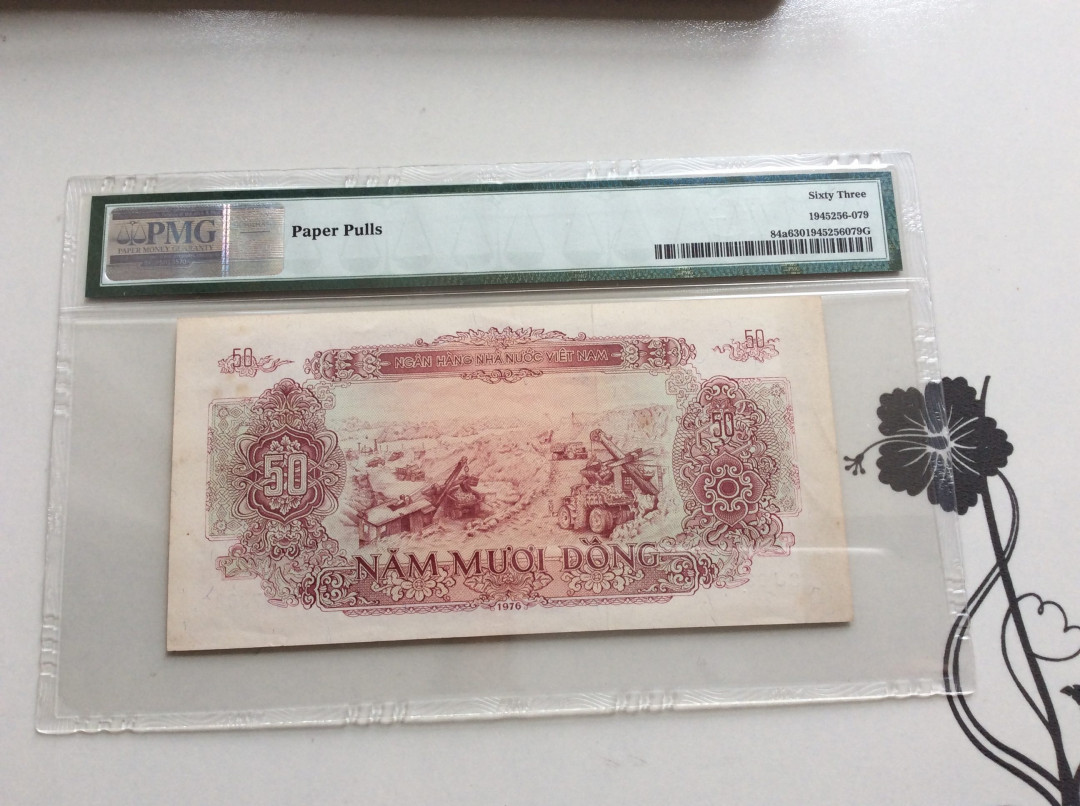 Sixty Three
PMG
PAPER MONEY GUARANTY
Paper Pulls
1945256-079
84a6301945256079G
50
NGÂN HÀNG NHÀ NƯỚC VIỆT NAM
50
50
50
NĂM MƯƠI ĐỒNG
1976